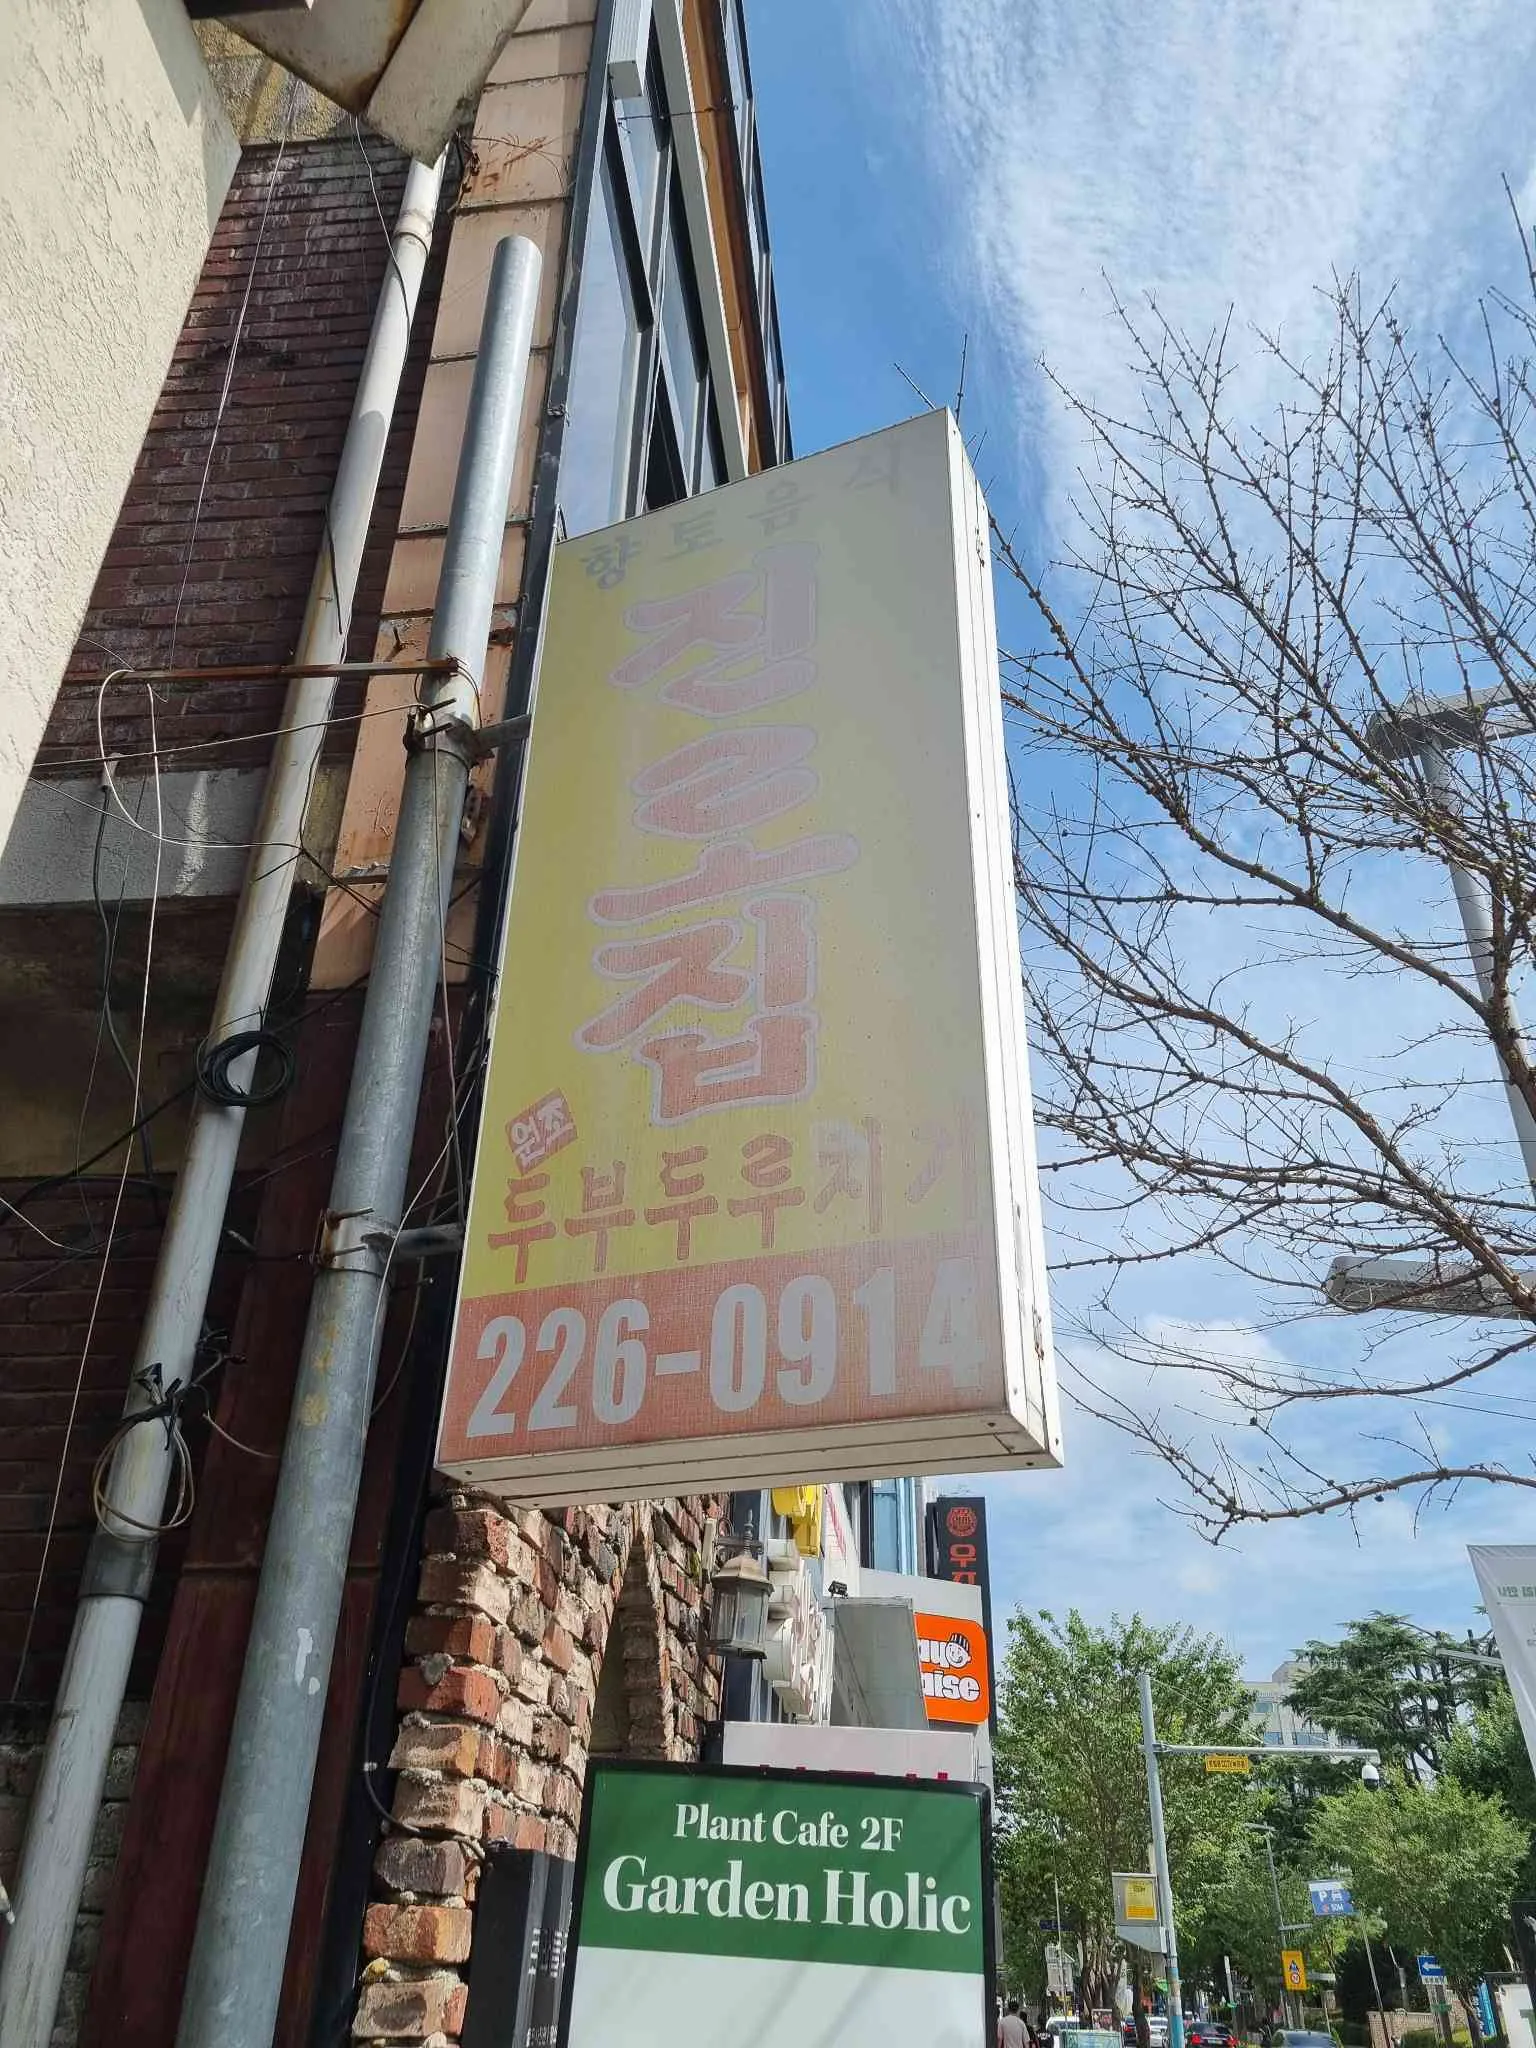 향토음식
진로집
원조
두부두루치기
226-0914
Plant Cafe 2F
Garden Holic